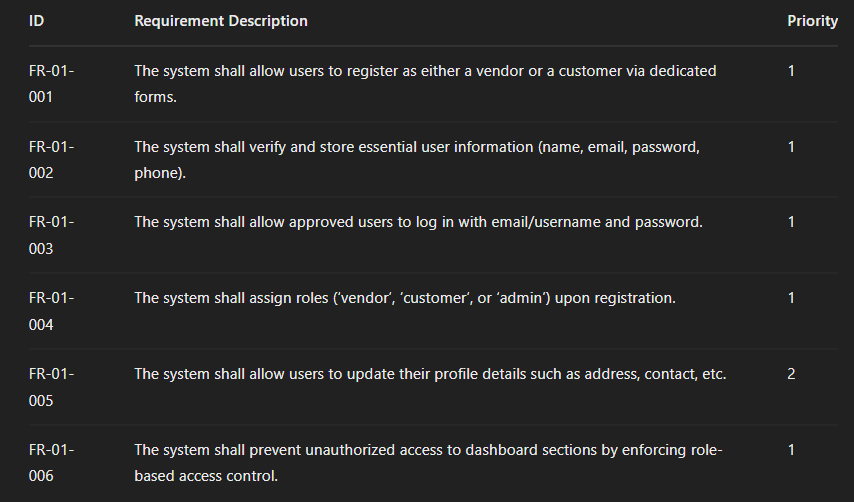 ID Requirement Description Priority
FR-01- The system shall allow users to register as either a vendor or a customer via dedicated 1
001 forms.
FR-01- The system shall verify and store essential user information (name, email, password, 1
002 phone).
FR-01- The system shall allow approved users to log in with email/username and password. 1
003
FR-01- The system shall assign roles (‘vendor’, ‘customer’, or ‘admin’) upon registration. 1
004
FR-01- The system shall allow users to update their profile details such as address, contact, etc. 2
005
FR-01- The system shall prevent unauthorized access to dashboard sections by enforcing role- 1
006 based access control.